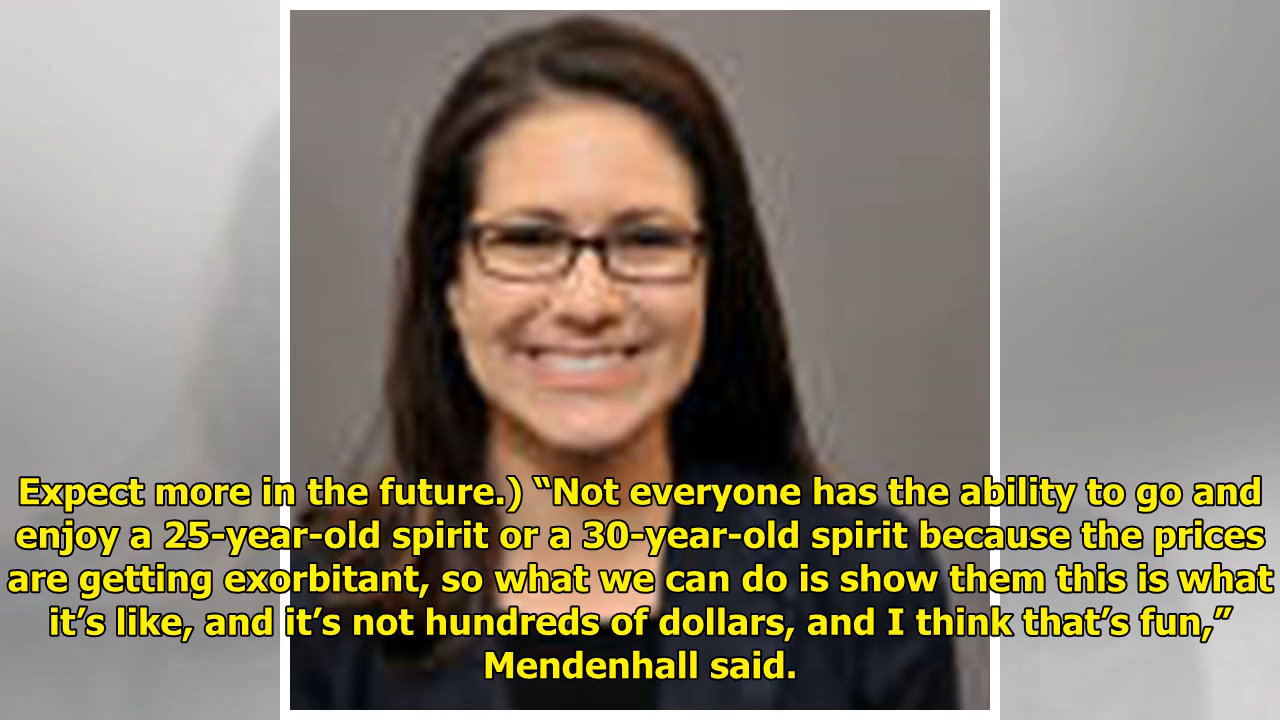 Expect more in the future.) “Not everyone has the ability to go and
enjoy a 25-year-old spirit or a 30-year-old spirit because the prices
are getting exorbitant, so what we can do is show them this is what
it’s like, and it’s not hundreds of dollars, and I think that’s fun,”
Mendenhall said.